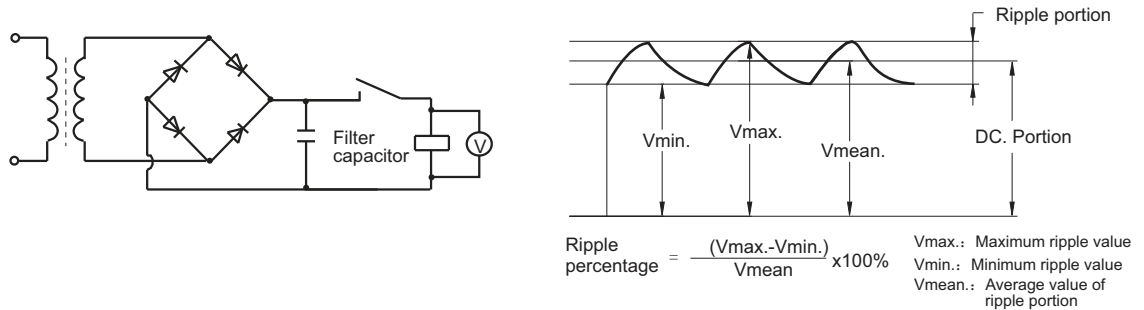 Filter
capacitor
V
Ripple portion
Vmin.
Vmax.
Vmean.
DC. Portion
Ripple
percentage = (Vmax.-Vmin.) / Vmean x100%
Vmax.: Maximum ripple value
Vmin.: Minimum ripple value
Vmean.: Average value of
ripple portion